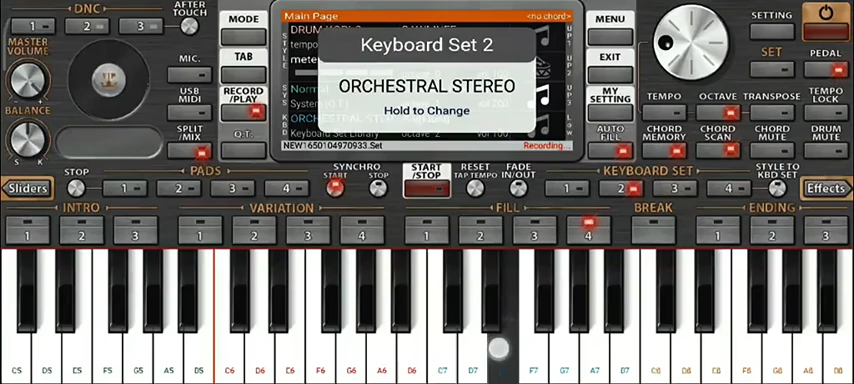 DNC
1
2
3
AFTER TOUCH
MASTER VOLUME
BALANCE
S K
VIP
MIC.
USB MIDI
SPLIT /MIX
MODE
TAB
RECORD /PLAY
Q.T.
Main Page
<no chord>
Keyboard Set 2
ORCHESTRAL STEREO
Hold to Change
tempo
meter
Normal
Keyboard Set Library
octave -2
vol 100
NEW1650104970933.Set
Recording...
MENU
EXIT
MY SETTING
AUTO FILL
SETTING
SET
PEDAL
TEMPO
OCTAVE
TRANSPOSE
TEMPO LOCK
CHORD MEMORY
CHORD SCAN
CHORD MUTE
DRUM MUTE
Sliders
STOP
PADS
1
2
3
4
SYNCHRO
START
STOP
START /STOP
RESET
TAP TEMPO
FADE IN/OUT
KEYBOARD SET
1
2
3
4
STYLE TO KBD SET
Effects
INTRO
1
2
3
VARIATION
1
2
3
4
FILL
1
2
3
4
BREAK
ENDING
1
2
3
C5 D5 E5 F5 G5 A5 B5 C6 D6 E6 F6 G6 A6 B6 C7 D7 F7 G7 A7 B7 C8 D8 E8 F8 G8 A8 B8